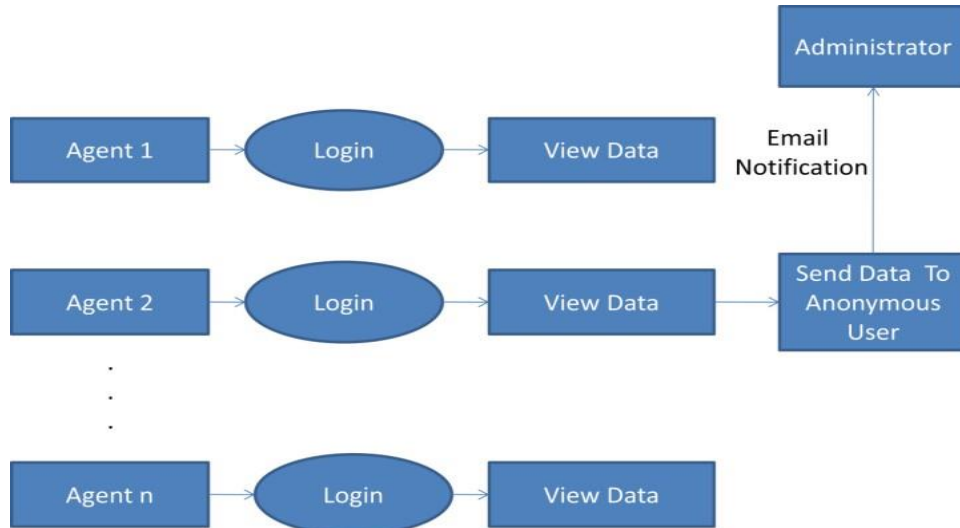 Administrator
Agent 1
Login
View Data
Email
Notification
Agent 2
Login
View Data
Send Data To
Anonymous
User
.
.
.
Agent n
Login
View Data